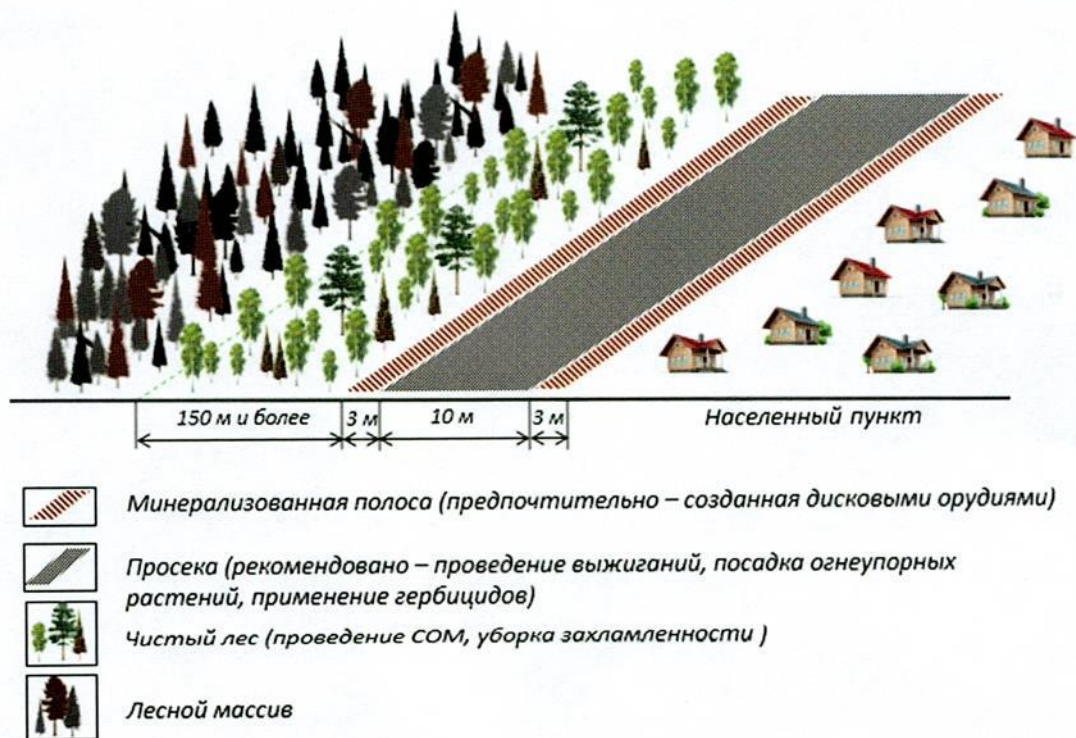 150 м и более
3 м
10 м
3 м
Населенный пункт
Минерализованная полоса (предпочтительно – созданная дисковыми орудиями)
Просека (рекомендовано – проведение выжиганий, посадка огнеупорных
растений, применение гербицидов)
Чистый лес (проведение СОМ, уборка захламленности )
Лесной массив